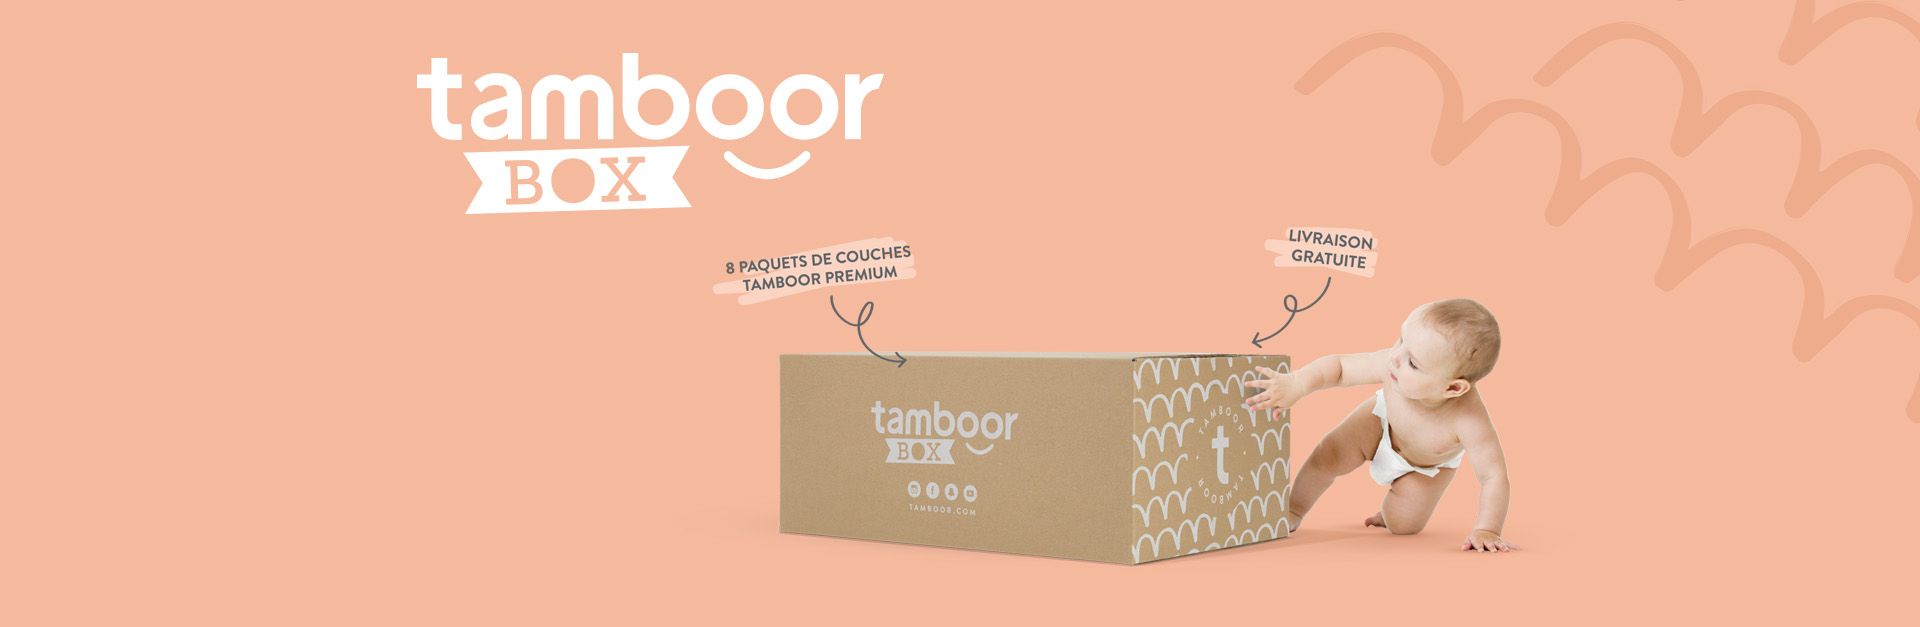 tamboor
BOX
8 PAQUETS DE COUCHES
TAMBOOR PREMIUM
LIVRAISON
GRATUITE
tamboor
BOX
TAMBOOR.COM
TAMBOOR
t
TAMBOOR